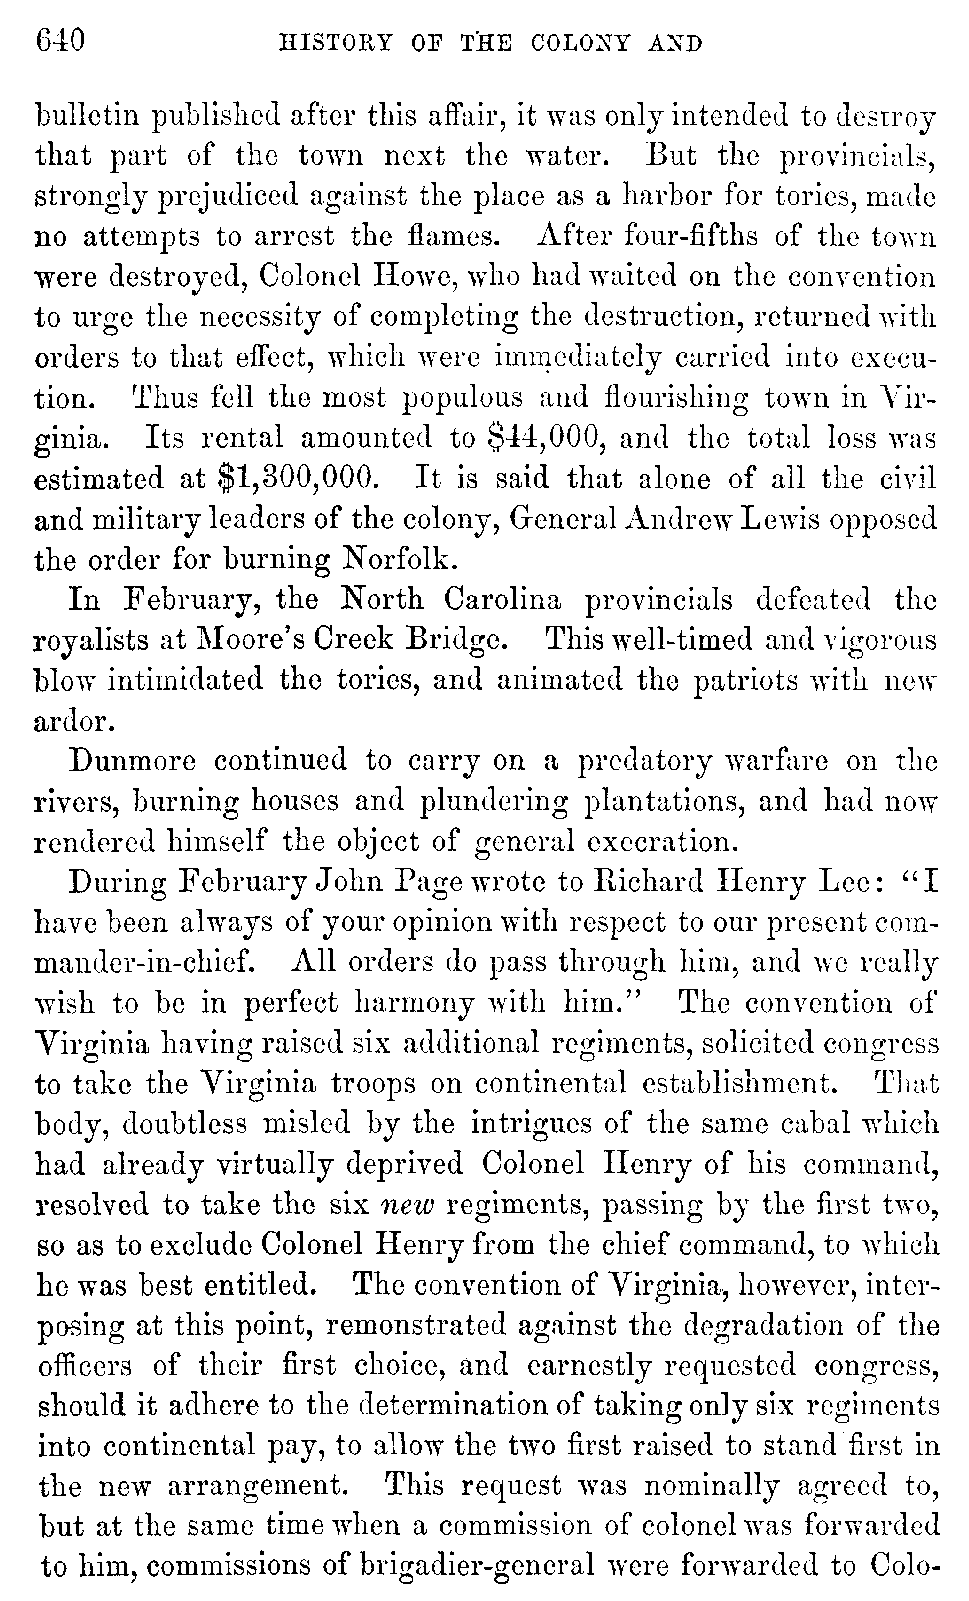 640 HISTORY OF THE COLONY AND
bulletin published after this affair, it was only intended to destroy
that part of the town next the water. But the provincials,
strongly prejudiced against the place as a harbor for tories, made
no attempts to arrest the flames. After four-fifths of the town
were destroyed, Colonel Howe, who had waited on the convention
to urge the necessity of completing the destruction, returned with
orders to that effect, which were immediately carried into execu-
tion. Thus fell the most populous and flourishing town in Vir-
ginia. Its rental amounted to $44,000, and the total loss was
estimated at $1,300,000. It is said that alone of all the civil
and military leaders of the colony, General Andrew Lewis opposed
the order for burning Norfolk.
In February, the North Carolina provincials defeated the
royalists at Moore's Creek Bridge. This well-timed and vigorous
blow intimidated the tories, and animated the patriots with new
ardor.
Dunmore continued to carry on a predatory warfare on the
rivers, burning houses and plundering plantations, and had now
rendered himself the object of general execration.
During February John Page wrote to Richard Henry Lee: "I
have been always of your opinion with respect to our present com-
mander-in-chief. All orders do pass through him, and we really
wish to be in perfect harmony with him." The convention of
Virginia having raised six additional regiments, solicited congress
to take the Virginia troops on continental establishment. That
body, doubtless misled by the intrigues of the same cabal which
had already virtually deprived Colonel Henry of his command,
resolved to take the six new regiments, passing by the first two,
so as to exclude Colonel Henry from the chief command, to which
he was best entitled. The convention of Virginia, however, inter-
posing at this point, remonstrated against the degradation of the
officers of their first choice, and earnestly requested congress,
should it adhere to the determination of taking only six regiments
into continental pay, to allow the two first raised to stand first in
the new arrangement. This request was nominally agreed to,
but at the same time when a commission of colonel was forwarded
to him, commissions of brigadier-general were forwarded to Colo-